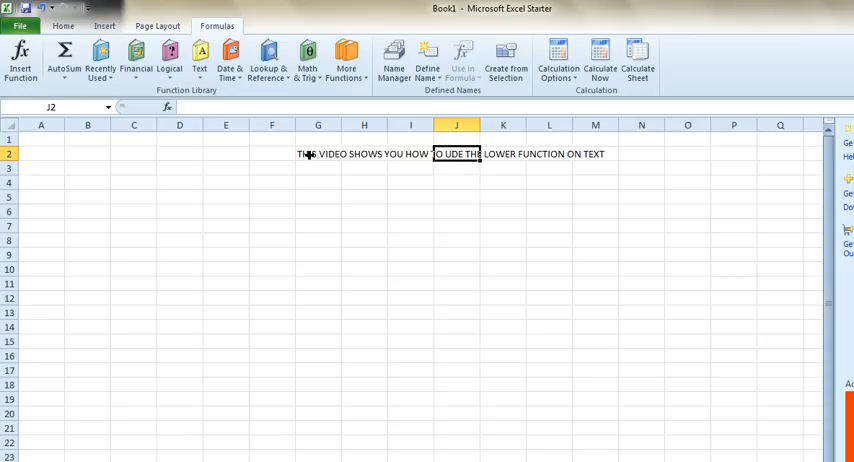 Book1 - Microsoft Excel Starter
File Home Insert Page Layout Formulas
Insert Function
AutoSum
Recently Used
Financial
Logical
Text
Date & Time
Lookup & Reference
Math & Trig
More Functions
Name Manager
Define Name
Use in Formula
Create from Selection
Calculation Options
Calculate Now
Calculate Sheet
Function Library Defined Names Calculation
J2 fx
A B C D E F G H I J K L M N O P Q
1
2 THIS VIDEO SHOWS YOU HOW TO UDE THE LOWER FUNCTION ON TEXT
3
4
5
6
7
8
9
10
11
12
13
14
15
16
17
18
19
20
21
22
23